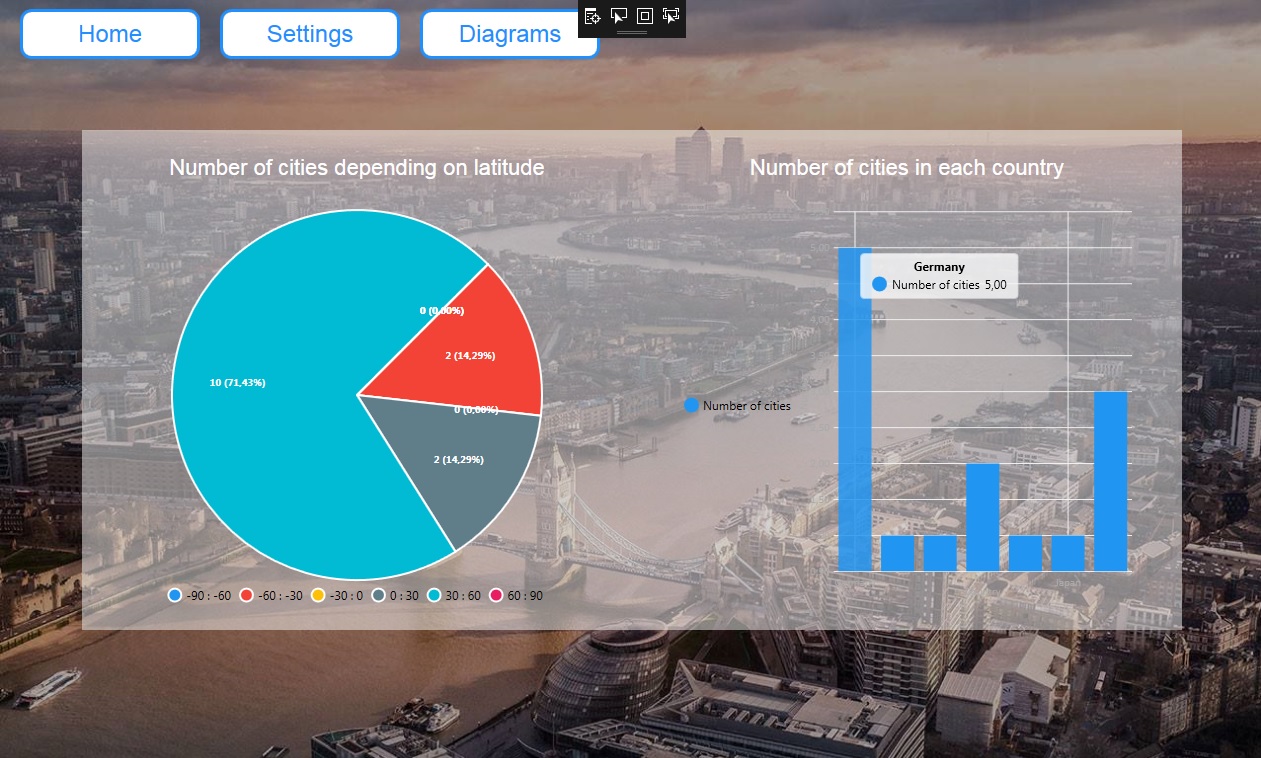 Home
Settings
Diagrams
Number of cities depending on latitude
Number of cities in each country
Germany
Number of cities 5,00
0 (0,00%)
2 (14,29%)
10 (71,43%)
0 (0,00%)
2 (14,29%)
Number of cities
Japan
-90 : -60
-60 : -30
-30 : 0
0 : 30
30 : 60
60 : 90